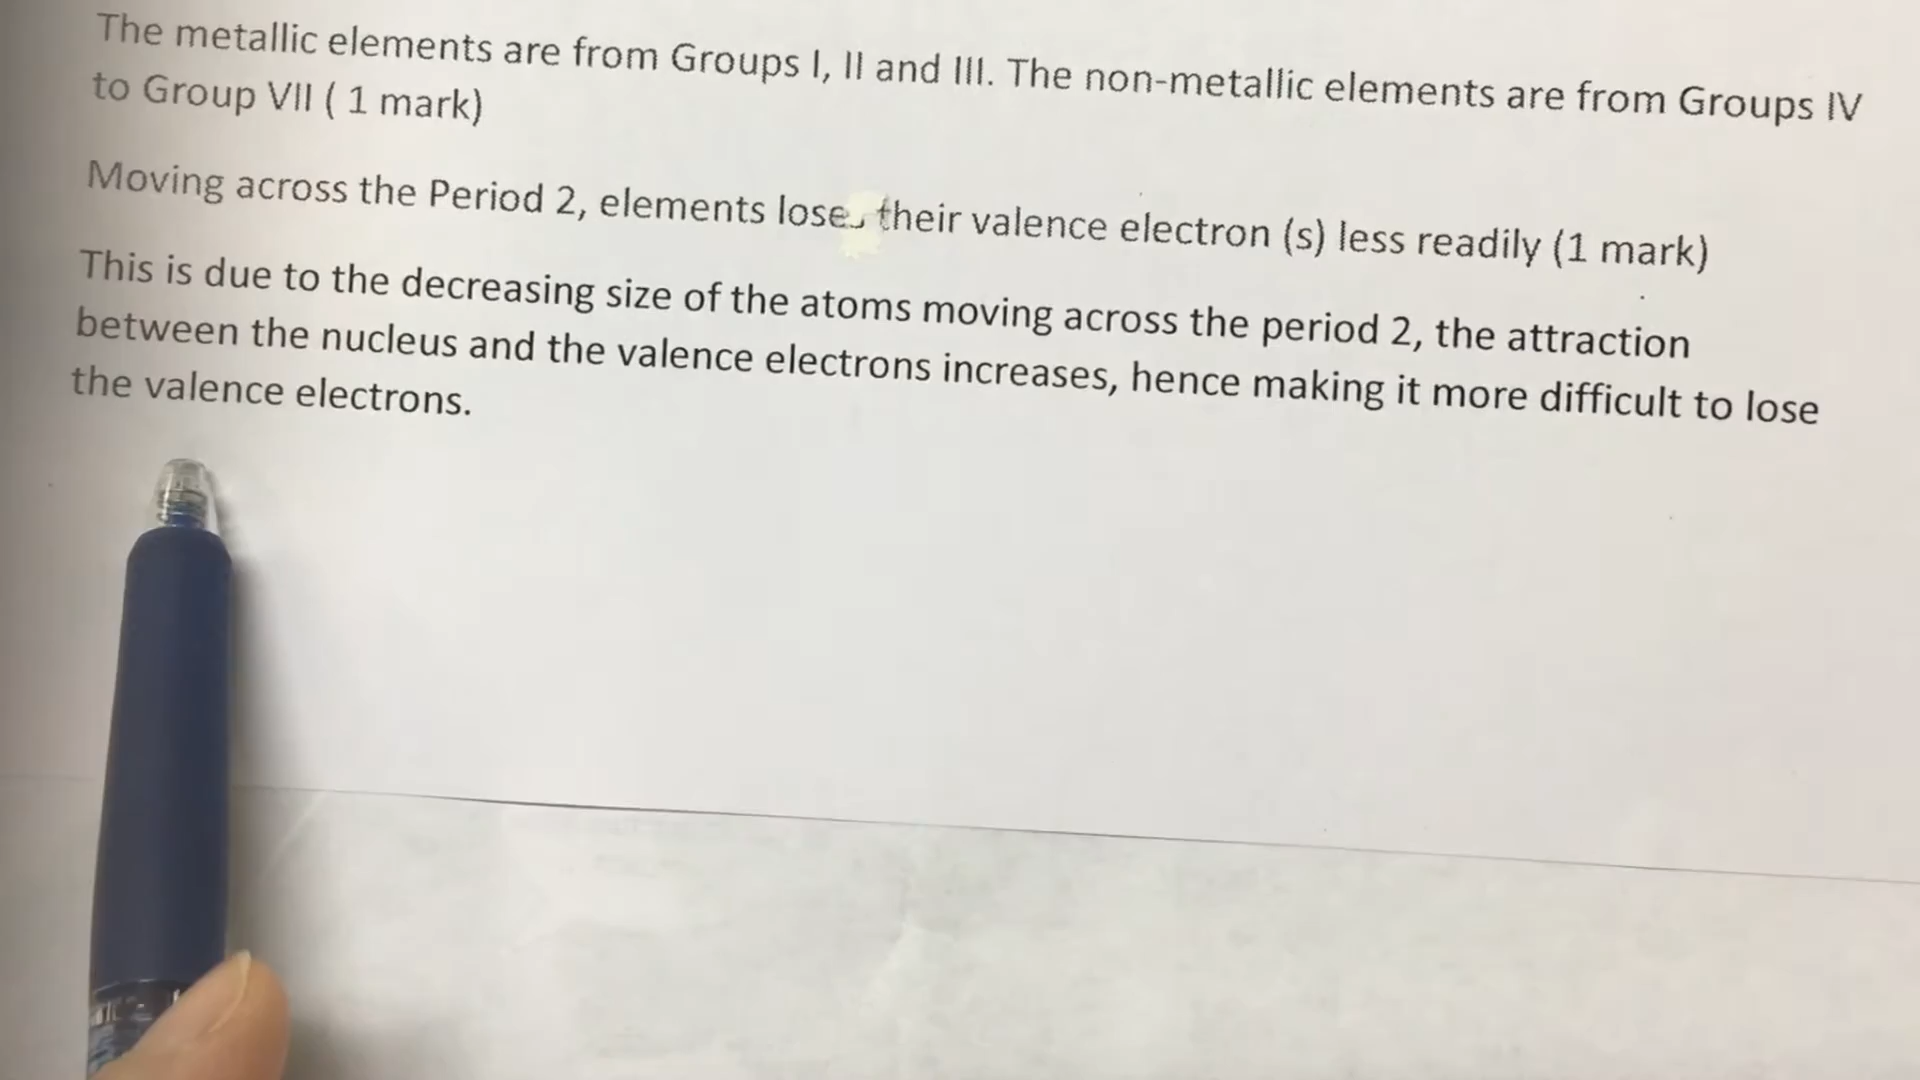 The metallic elements are from Groups I, II and III. The non-metallic elements are from Groups IV
to Group VII ( 1 mark)
Moving across the Period 2, elements lose their valence electron (s) less readily (1 mark)
This is due to the decreasing size of the atoms moving across the period 2, the attraction
between the nucleus and the valence electrons increases, hence making it more difficult to lose
the valence electrons.